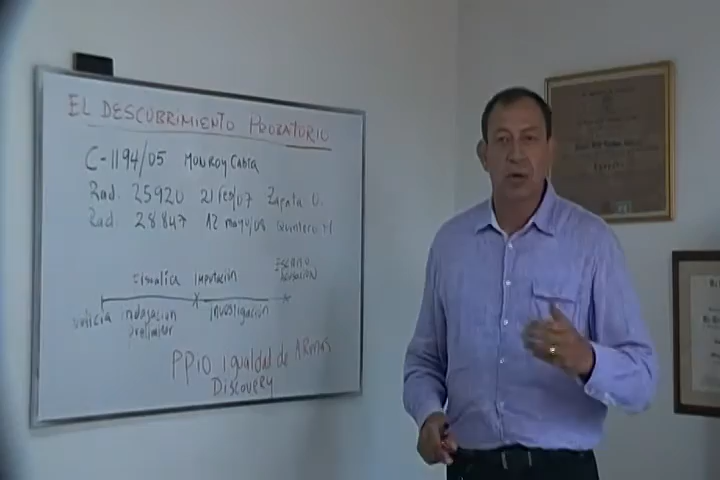 EL DESCUBRIMIENTO PROBATORIO
C-1194/05 MONROY CABRA
Rad. 25920 21 feb/07 Zapata O.
Rad. 28847 12 mayo/08 Quintero M
Escrito
Acusación
Fiscalía Imputación
Noticia indagación investigación
preliminar
PPIO igualdad de ARMAS
Discovery